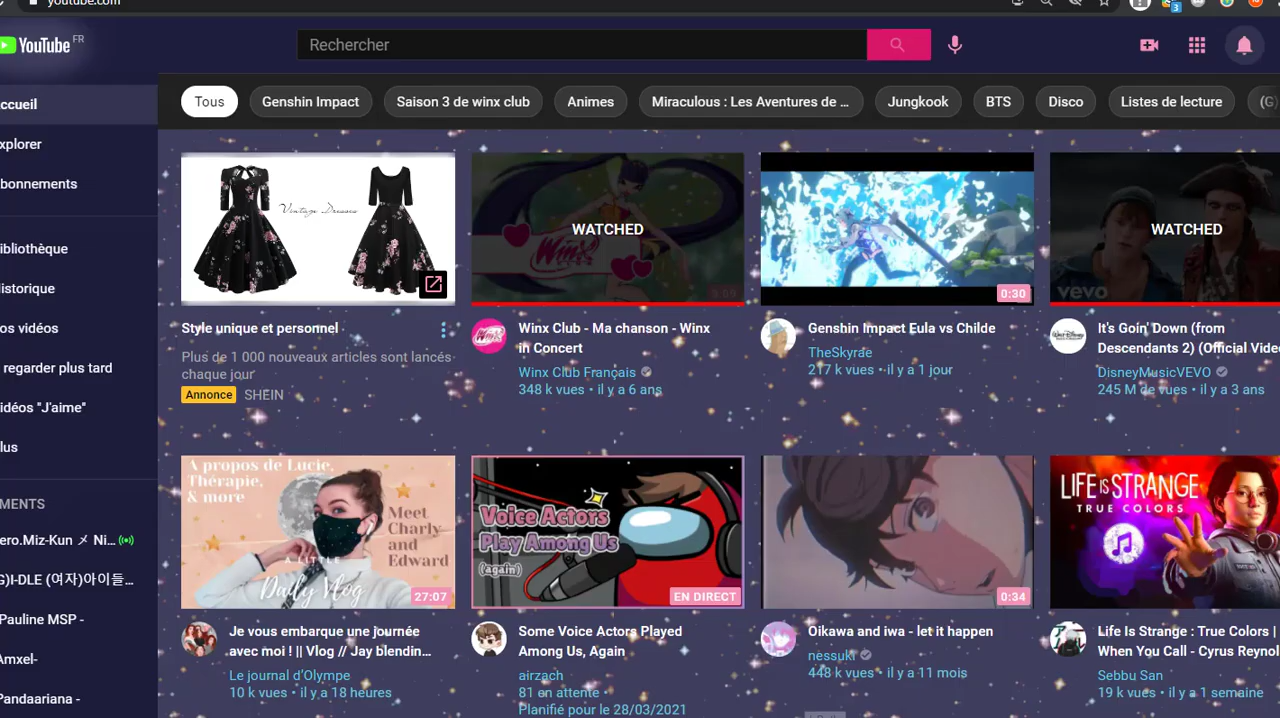 youtube.com
YouTube FR
Rechercher
ccueil
xplorer
bonnements
ibliothèque
istorique
os vidéos
regarder plus tard
idéos "J'aime"
lus
MENTS
ero.Miz-Kun メ Ni...
G)I-DLE (여자)아이들...
Pauline MSP -
Amxel-
Pandaariana -
Tous
Genshin Impact
Saison 3 de winx club
Animes
Miraculous : Les Aventures de ...
Jungkook
BTS
Disco
Listes de lecture
(G)
Vintage Dresses
Style unique et personnel
Plus de 1 000 nouveaux articles sont lancés
chaque jour
Annonce SHEIN
WATCHED
Winx
Winx Club - Ma chanson - Winx
in Concert
Winx Club Français
348 k vues • il y a 6 ans
0:30
Genshin Impact Eula vs Childe
TheSkyrde
217 k vues • il y a 1 jour
WATCHED
vevo
It's Goin' Down (from
Descendants 2) (Official Video
DisneyMusicVEVO
245 M de vues • il y a 3 ans
A propos de Lucie,
Thérapie,
& more
Meet
Charly
and
Edward
A LITTLE
Daily Vlog
27:07
Je vous embarque une journée
avec moi ! || Vlog // Jay blendin...
Le journal d'Olympe
10 k vues • il y a 18 heures
Voice Actors
Play Among Us
(again)
EN DIRECT
Some Voice Actors Played
Among Us, Again
airzach
81 en attente
Planifié pour le 28/03/2021
0:34
Oikawa and iwa - let it happen
nessuki
448 k vues • il y a 11 mois
LIFE IS STRANGE
TRUE COLORS
Life Is Strange : True Colors |
When You Call - Cyrus Reynol
Sebbu San
19 k vues • il y a 1 semaine